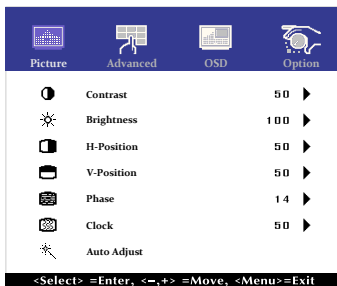 Picture Advanced OSD Option
Contrast 50
Brightness 100
H-Position 50
V-Position 50
Phase 14
Clock 50
Auto Adjust
<Select> =Enter, <–,+> =Move, <Menu>=Exit